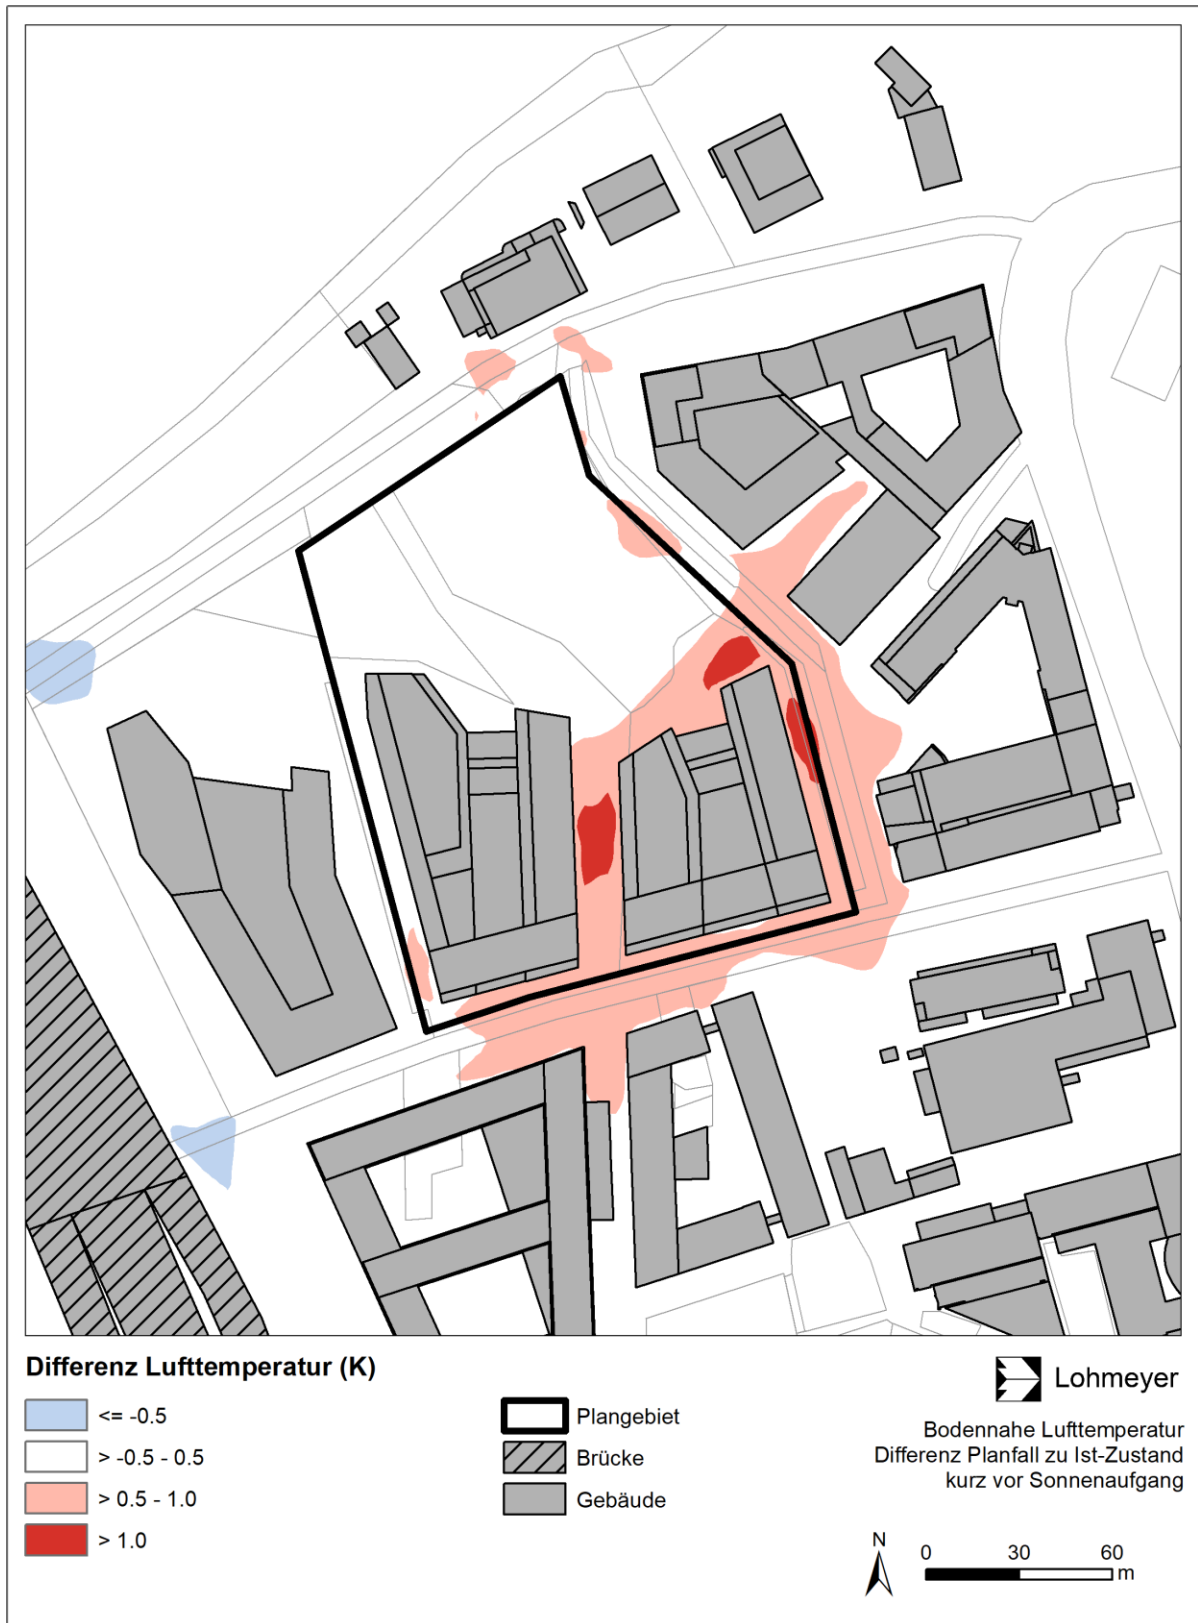 Differenz Lufttemperatur (K)
<= -0.5
> -0.5 - 0.5
> 0.5 - 1.0
> 1.0
Plangebiet
Brücke
Gebäude
Lohmeyer
Bodennahe Lufttemperatur
Differenz Planfall zu Ist-Zustand
kurz vor Sonnenaufgang
N
0 30 60
m